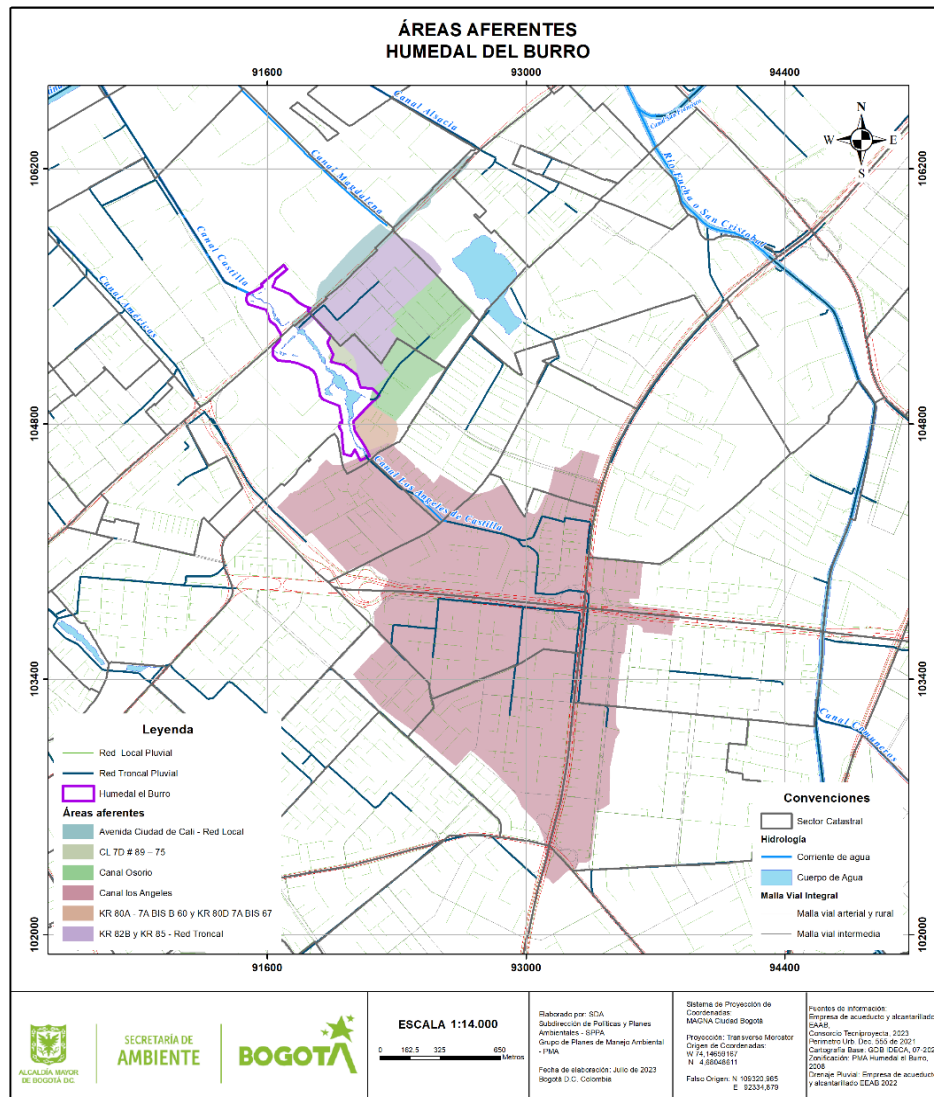 ÁREAS AFERENTES
HUMEDAL DEL BURRO
91600
93000
94400
106200
106200
104800
104800
103400
103400
102000
102000
91600
93000
94400
N
W
E
S
Canal Alsacia
Canal San Francisco
Canal Magdalena
Río Fucha o San Cristobal
Canal Castilla
Canal Américas
Canal Los Angeles de Castilla
Canal Comuneros
Leyenda
Red Local Pluvial
Red Troncal Pluvial
Humedal el Burro
Áreas aferentes
Avenida Ciudad de Cali - Red Local
CL 7D # 89 – 75
Canal Osorio
Canal los Angeles
KR 80A - 7A BIS B 60 y KR 80D 7A BIS 67
KR 82B y KR 85 - Red Troncal
Convenciones
Sector Catastral
Hidrología
Corriente de agua
Cuerpo de Agua
Malla Vial Integral
Malla vial arterial y rural
Malla vial intermedia
ALCALDÍA MAYOR
DE BOGOTÁ D.C.
SECRETARÍA DE
AMBIENTE
BOGOTÁ
ESCALA 1:14.000
0 162.5 325 650
Metros
Elaborado por: SDA
Subdirección de Políticas y Planes
Ambientales - SPPA
Grupo de Planes de Manejo Ambiental
- PMA
Fecha de elaboración: Julio de 2023
Bogotá D.C. Colombia
Sistema de Proyección de
Coordenadas:
MAGNA Ciudad Bogotá
Proyección: Transverso Mercator
Origen de Coordenadas:
W 74,14659167
N 4,68048611
Falso Origen: N 109320,965
E 92334,879
Fuentes de información:
Empresa de acueducto y alcantarillado
EAAB,
Consorcio Tecniproyecta, 2023
Perimetro Urb. Dec. 555 de 2021
Cartografía Base: GDB IDECA, 07-202
Zonificación: PMA Humedal el Burro,
2008
Drenaje Pluvial: Empresa de acueducto
y alcantarillado EEAB 2022